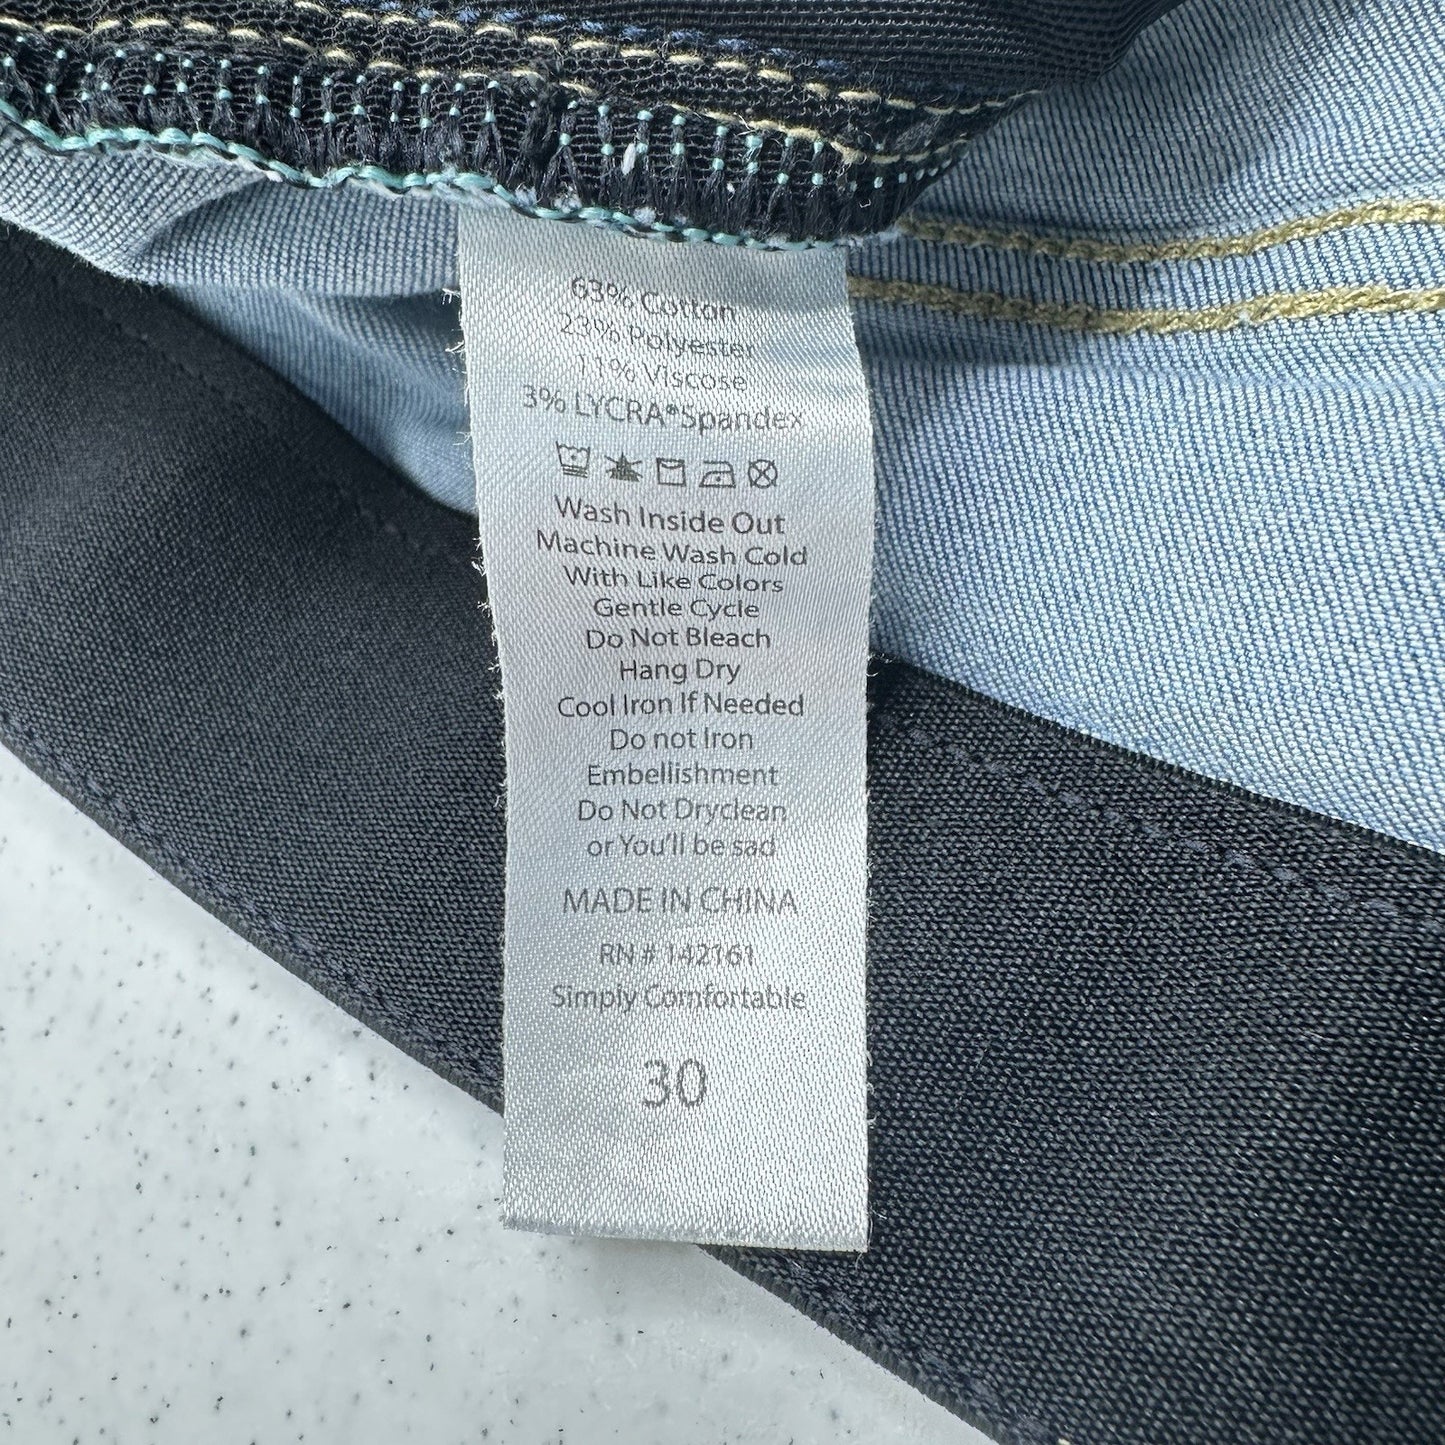 63% Cotton
23% Polyester
11% Viscose
3% LYCRA® Spandex
Wash Inside Out
Machine Wash Cold
With Like Colors
Gentle Cycle
Do Not Bleach
Hang Dry
Cool Iron If Needed
Do not Iron
Embellishment
Do Not Dryclean
or You'll be sad
MADE IN CHINA
RN # 142161
Simply Comfortable
30